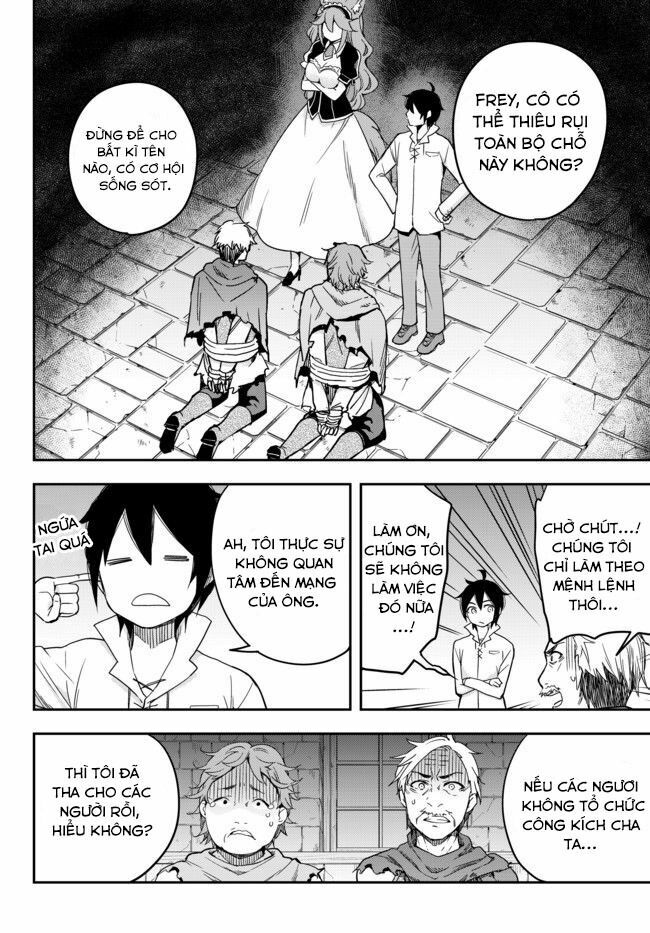 FREY, CÔ CÓ
THỂ THIÊU RỤI
TOÀN BỘ CHỖ
NÀY KHÔNG?
ĐỪNG ĐỂ CHO
BẤT KÌ TÊN
NÀO, CÓ CƠ HỘI
SỐNG SÓT.
CHỜ CHÚT...!
CHÚNG TÔI
CHỈ LÀM THEO
MỆNH LỆNH
THÔI...
LÀM ƠN,
CHÚNG TÔI
SẼ KHÔNG
LÀM VIỆC
ĐÓ NỮA
...!
AH, TÔI THỰC SỰ
KHÔNG QUAN
TÂM ĐẾN MẠNG
CỦA ÔNG.
NGỨA
TAI QUÁ
NẾU CÁC NGƯƠI
KHÔNG TỔ CHỨC
CÔNG KÍCH CHA
TA...
THÌ TÔI ĐÃ
THA CHO CÁC
NGƯỜI RỒI,
HIỂU KHÔNG?